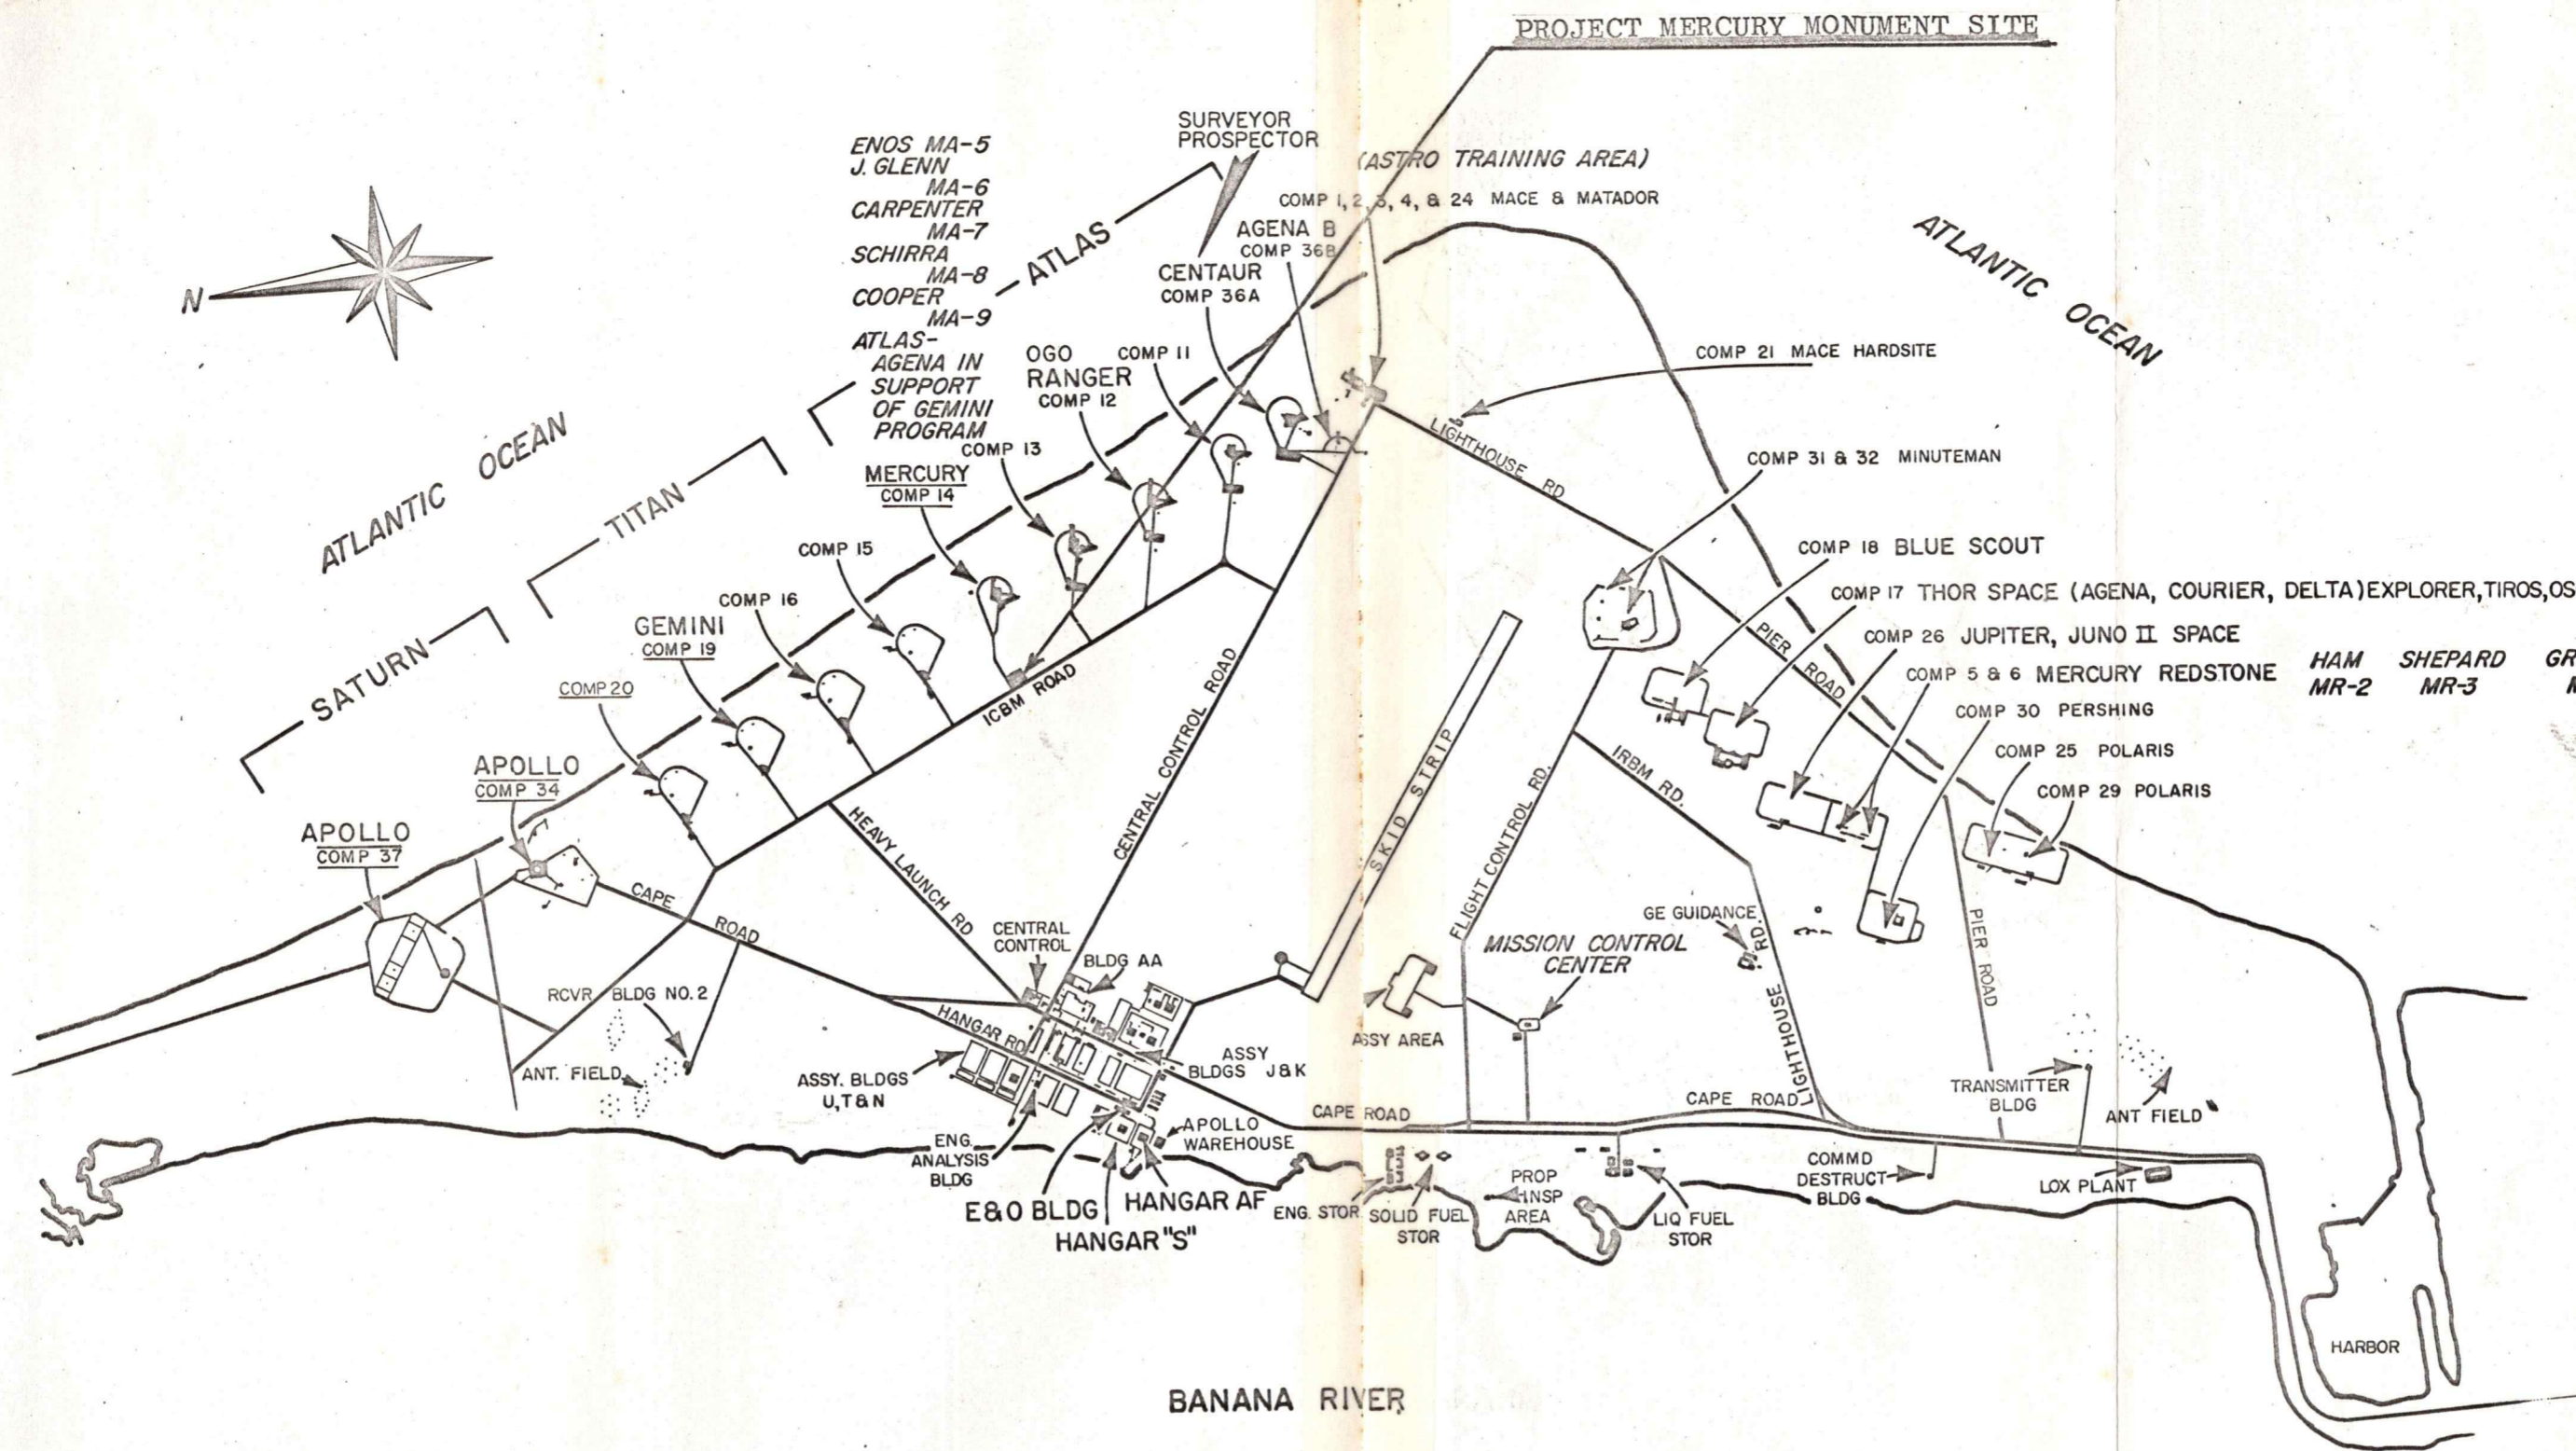 PROJECT MERCURY MONUMENT SITE
SURVEYOR
PROSPECTOR
(ASTRO TRAINING AREA)
COMP 1, 2, 3, 4, & 24 MACE & MATADOR
AGENA B
COMP 36B
CENTAUR
COMP 36A
ENOS MA-5
J. GLENN
MA-6
CARPENTER
MA-7
SCHIRRA
MA-8
COOPER
MA-9
ATLAS-
AGENA IN
SUPPORT
OF GEMINI
PROGRAM
ATLAS
N
ATLANTIC OCEAN
ATLANTIC OCEAN
OGO
RANGER
COMP 12
COMP 11
COMP 13
MERCURY
COMP 14
COMP 15
COMP 16
GEMINI
COMP 19
COMP 20
APOLLO
COMP 34
APOLLO
COMP 37
TITAN
SATURN
COMP 21 MACE HARDSITE
LIGHTHOUSE RD
COMP 31 & 32 MINUTEMAN
COMP 18 BLUE SCOUT
COMP 17 THOR SPACE (AGENA, COURIER, DELTA) EXPLORER, TIROS, OS
COMP 26 JUPITER, JUNO II SPACE
COMP 5 & 6 MERCURY REDSTONE
HAM
MR-2
SHEPARD
MR-3
GR
COMP 30 PERSHING
COMP 25 POLARIS
COMP 29 POLARIS
PIER ROAD
ICBM ROAD
CENTRAL CONTROL ROAD
SKID STRIP
FLIGHT CONTROL RD.
IRBM RD.
HEAVY LAUNCH RD
CAPE ROAD
CENTRAL
CONTROL
BLDG AA
GE GUIDANCE
MISSION CONTROL
CENTER
LIGHTHOUSE RD.
PIER ROAD
RCVR BLDG NO. 2
ANT. FIELD
HANGAR RD
ASSY. BLDGS
U, T & N
ASSY
BLDGS J&K
ASSY AREA
CAPE ROAD
CAPE ROAD
TRANSMITTER
BLDG
ANT FIELD
ENG.
ANALYSIS
BLDG
APOLLO
WAREHOUSE
E&O BLDG
HANGAR AF
HANGAR "S"
ENG. STOR
SOLID FUEL
STOR
PROP
INSP
AREA
LIQ FUEL
STOR
COMMD
DESTRUCT
BLDG
LOX PLANT
HARBOR
BANANA RIVER